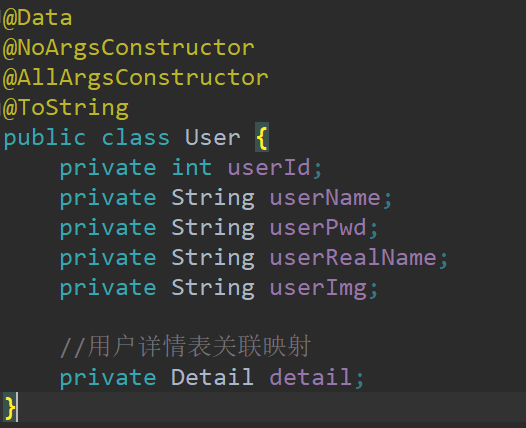 @Data
@NoArgsConstructor
@AllArgsConstructor
@ToString
public class User {
    private int userId;
    private String userName;
    private String userPwd;
    private String userRealName;
    private String userImg;

    //用户详情表关联映射
    private Detail detail;
}